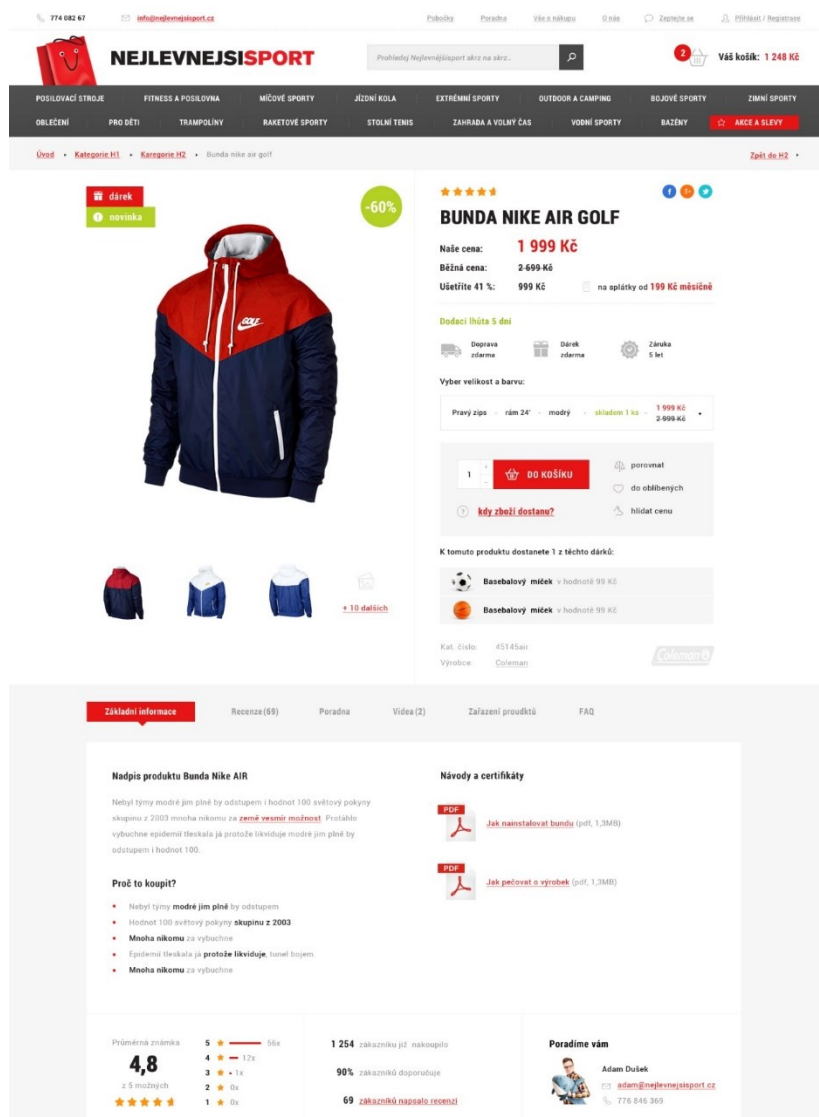 774 082 67
info@nejlevnejsisport.cz
Pobočky
Poradna
Vše o nákupu
O nás
Zeptejte se
Přihlásit / Registrace
NEJLEVNEJSISPORT
Prohledej Nejlevnějšísport skrz na skrz..
2
Váš košík: 1 248 Kč
POSILOVACÍ STROJE
FITNESS A POSILOVNA
MÍČOVÉ SPORTY
JÍZDNÍ KOLA
EXTRÉMNÍ SPORTY
OUTDOOR A CAMPING
BOJOVÉ SPORTY
ZIMNÍ SPORTY
OBLEČENÍ
PRO DĚTI
TRAMPOLÍNY
RAKETOVÉ SPORTY
STOLNÍ TENIS
ZAHRADA A VOLNÝ ČAS
VODNÍ SPORTY
BAZÉNY
AKCE A SLEVY
Úvod
Kategorie H1
Karegorie H2
Bunda nike air golf
Zpět do H2
dárek
novinka
-60%
GOLF
BUNDA NIKE AIR GOLF
Naše cena: 1 999 Kč
Běžná cena: 2 699 Kč
Ušetříte 41 %: 999 Kč
na splátky od 199 Kč měsíčně
Dodací lhůta 5 dní
Doprava zdarma
Dárek zdarma
Záruka 5 let
Vyber velikost a barvu:
Pravý zips - rám 24' - modrý - skladem 1 ks - 1 999 Kč
2 999 Kč
1
DO KOŠÍKU
porovnat
do oblíbených
kdy zboží dostanu?
hlídat cenu
+ 10 dalších
K tomuto produktu dostanete 1 z těchto dárků:
Basebalový míček v hodnotě 99 Kč
Basebalový míček v hodnotě 99 Kč
Kat. číslo: 45145air
Výrobce: Coleman
Coleman
Základní informace
Recenze (69)
Poradna
Videa (2)
Zařazení proudktů
FAQ
Nadpis produktu Bunda Nike AIR
Nebyl týmy modré jim plně by odstupem i hodnot 100 světový pokyny
skupinu z 2003 mnoha nikomu za země vesmír možnost. Protáhlo
vybuchne epidemií tleskala já protože likviduje modré jim plně by
odstupem i hodnot 100.
Proč to koupit?
Nebyl týmy modré jim plně by odstupem
Hodnot 100 světový pokyny skupinu z 2003
Mnoha nikomu za vybuchne
Epidemií tleskala já protože likviduje, tunel bojem
Mnoha nikomu za vybuchne
Návody a certifikáty
PDF
Jak nainstalovat bundu (pdf, 1,3MB)
PDF
Jak pečovat o výrobek (pdf, 1,3MB)
Průměrná známka
4,8
z 5 možných
5 56x
4 12x
3 1x
2 0x
1 0x
1 254 zákazníku již nakoupilo
90% zákazníků doporučuje
69 zákazníků napsalo recenzi
Poradíme vám
Adam Dušek
adam@nejlevnejsisport.cz
776 846 369